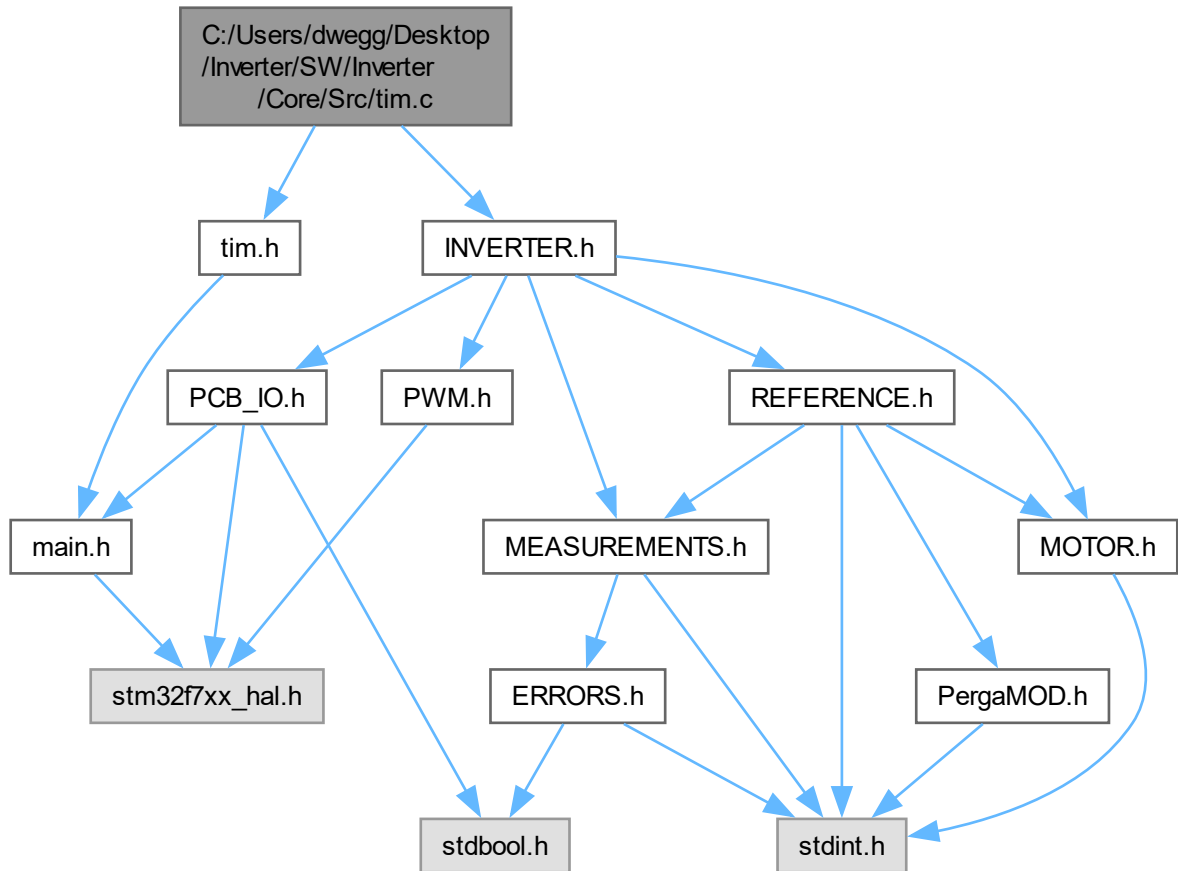 C:/Users/dwegg/Desktop
/Inverter/SW/Inverter
/Core/Src/tim.c
tim.h
INVERTER.h
PCB_IO.h
PWM.h
REFERENCE.h
main.h
MEASUREMENTS.h
MOTOR.h
stm32f7xx_hal.h
ERRORS.h
PergaMOD.h
stdbool.h
stdint.h